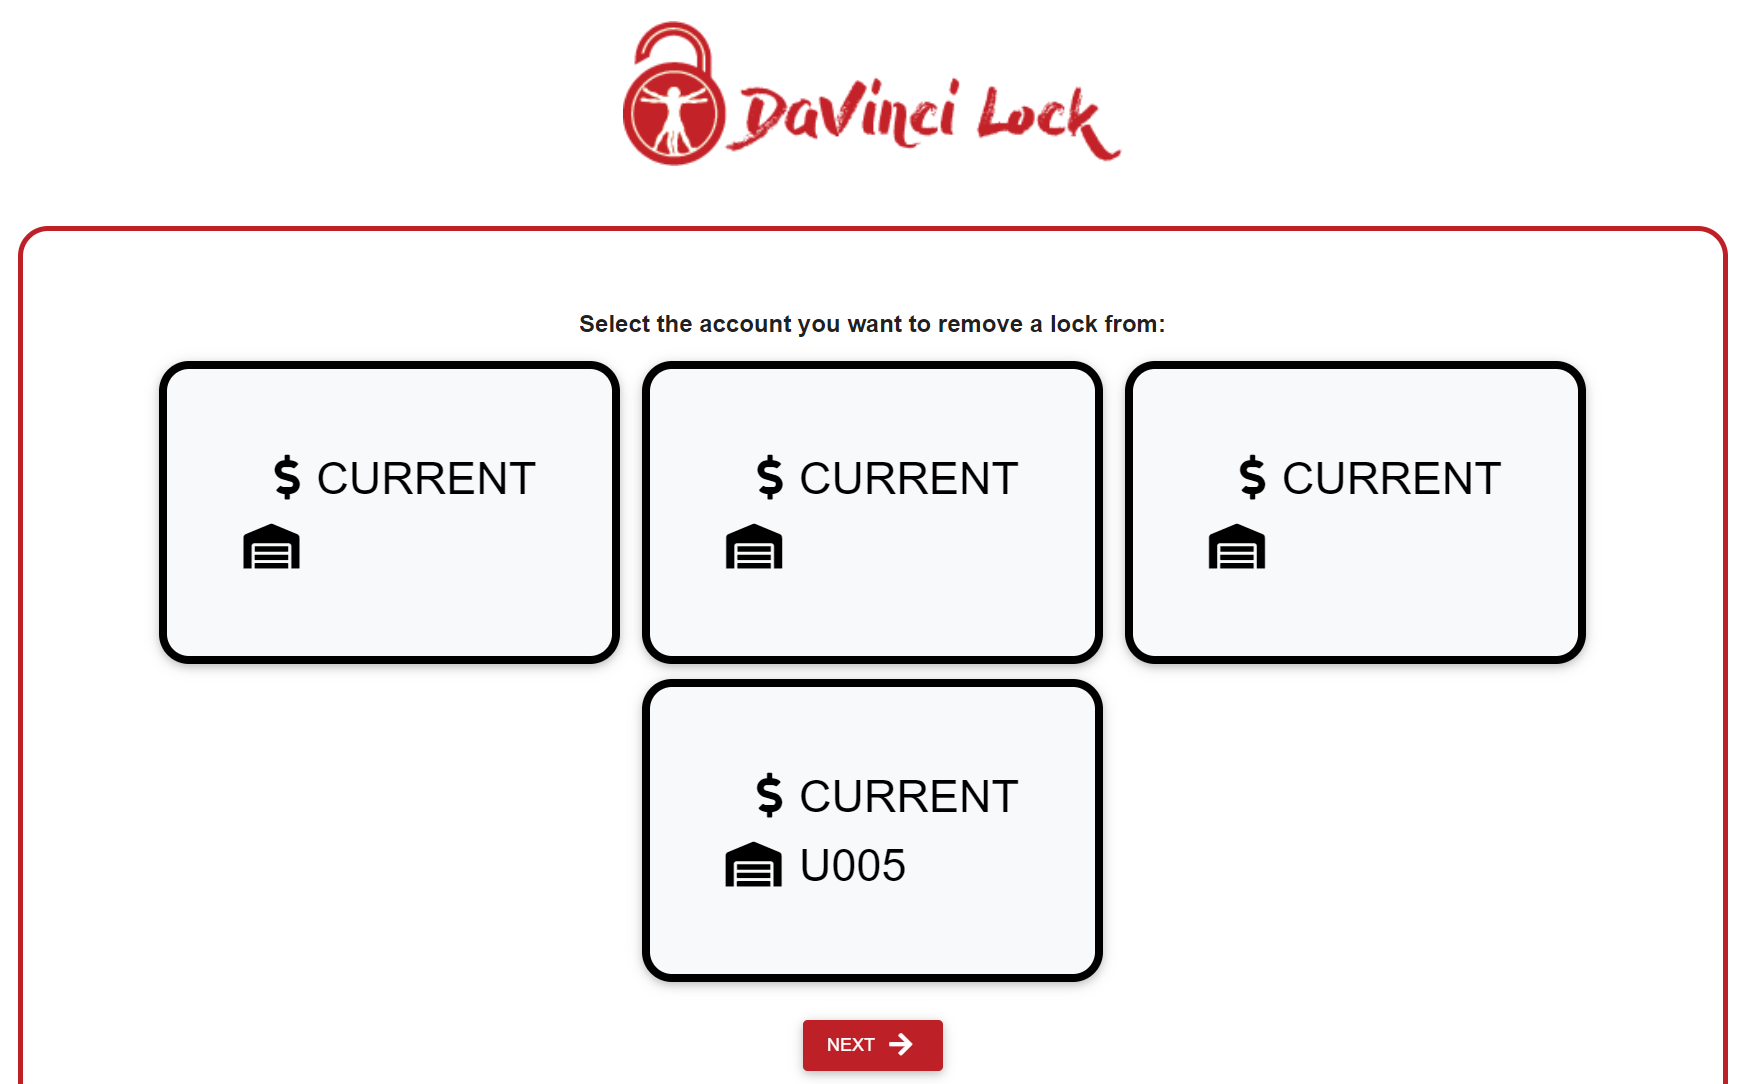 DaVinci Lock
Select the account you want to remove a lock from:
$ CURRENT
$ CURRENT
$ CURRENT
$ CURRENT
U005
NEXT